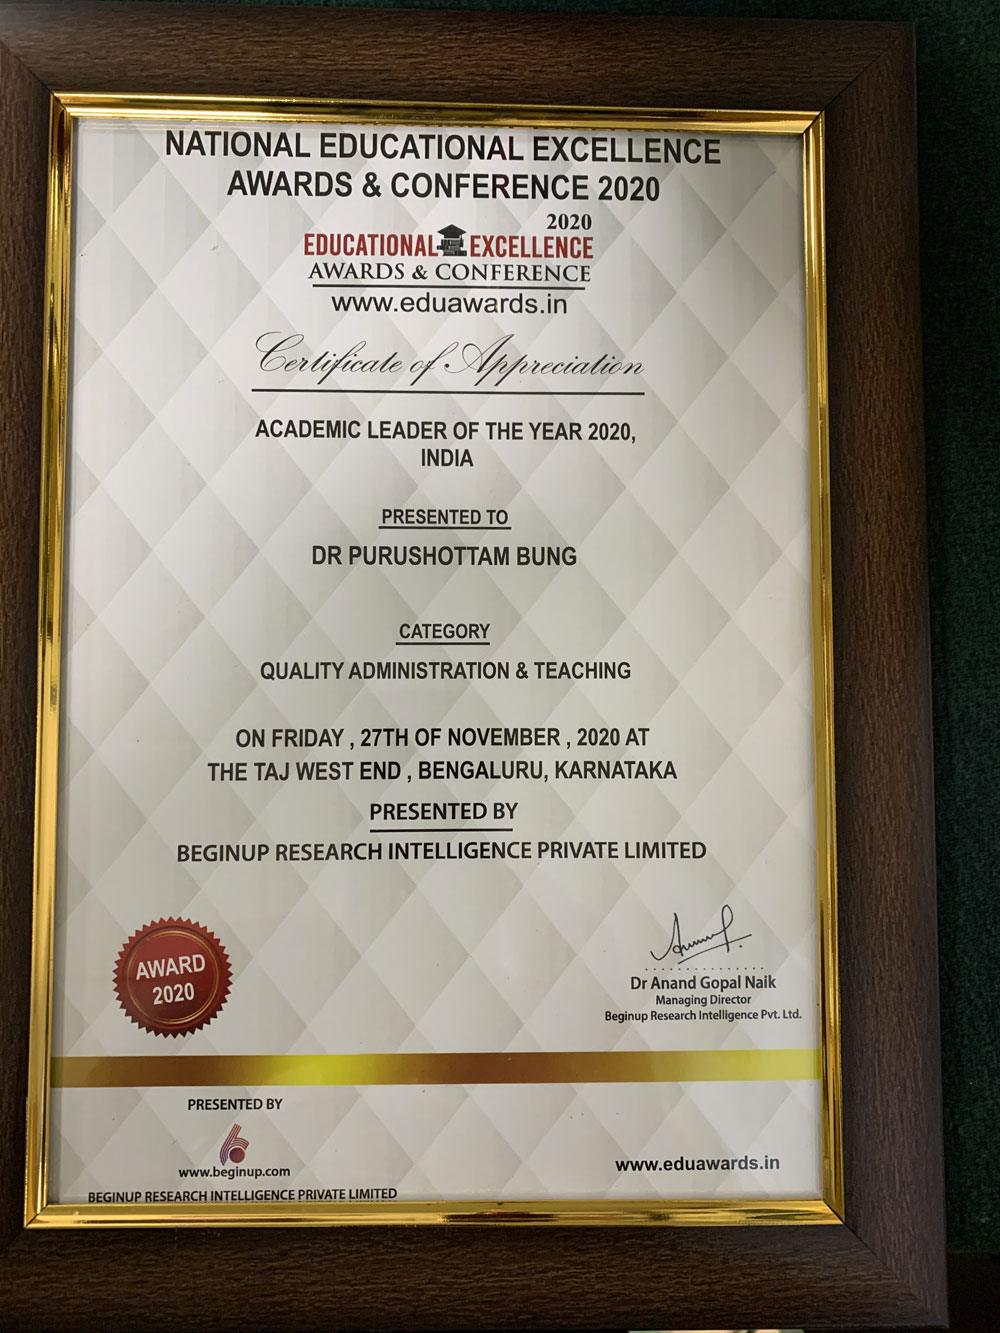 NATIONAL EDUCATIONAL EXCELLENCE
AWARDS & CONFERENCE 2020
2020
EDUCATIONAL EXCELLENCE
AWARDS & CONFERENCE
www.eduawards.in
Certificate of Appreciation
ACADEMIC LEADER OF THE YEAR 2020,
INDIA
PRESENTED TO
DR PURUSHOTTAM BUNG
CATEGORY
QUALITY ADMINISTRATION & TEACHING
ON FRIDAY , 27TH OF NOVEMBER , 2020 AT
THE TAJ WEST END , BENGALURU, KARNATAKA
PRESENTED BY
BEGINUP RESEARCH INTELLIGENCE PRIVATE LIMITED
AWARD
2020
Dr Anand Gopal Naik
Managing Director
Beginup Research Intelligence Pvt. Ltd.
PRESENTED BY
www.beginup.com
BEGINUP RESEARCH INTELLIGENCE PRIVATE LIMITED
www.eduawards.in